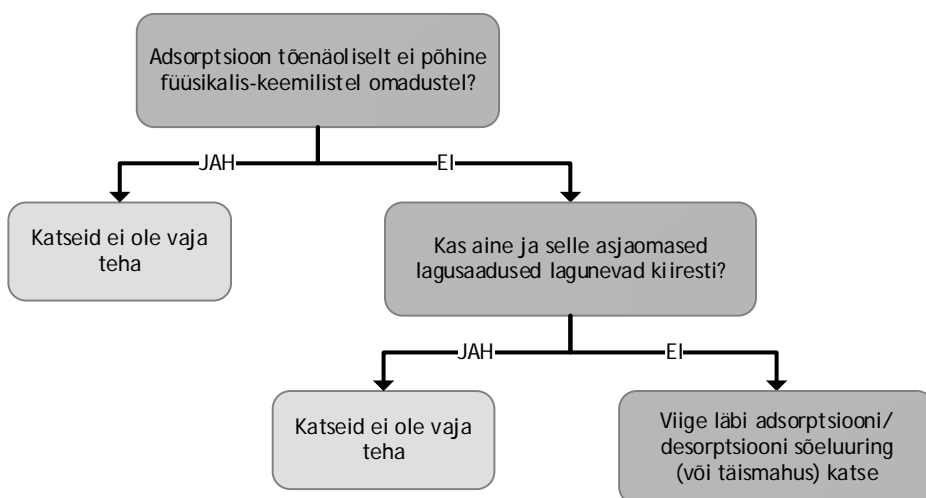 Adsorptsioon tõenäoliselt ei põhine
füüsikalis-keemilistel omadustel?
JAH
EI
Katseid ei ole vaja
teha
Kas aine ja selle asjaomased
lagusaadused lagunevad kiiresti?
JAH
EI
Katseid ei ole vaja
teha
Viige läbi adsorptsiooni/
desorptsiooni sõeluuring
(või täismahus) katse